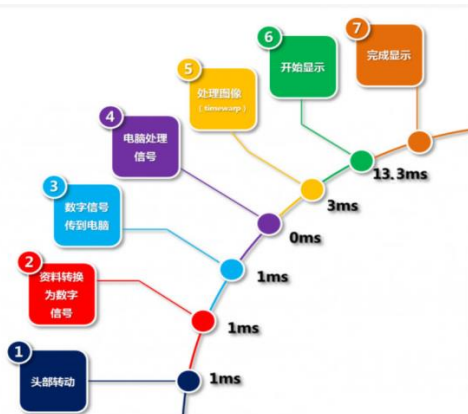 7
完成显示
6
开始显示
5
处理图像
(timewarp)
13.3ms
4
电脑处理
信号
3ms
3
数字信号
传到电脑
0ms
2
资料转换
为数字
信号
1ms
1ms
1
头部转动
1ms